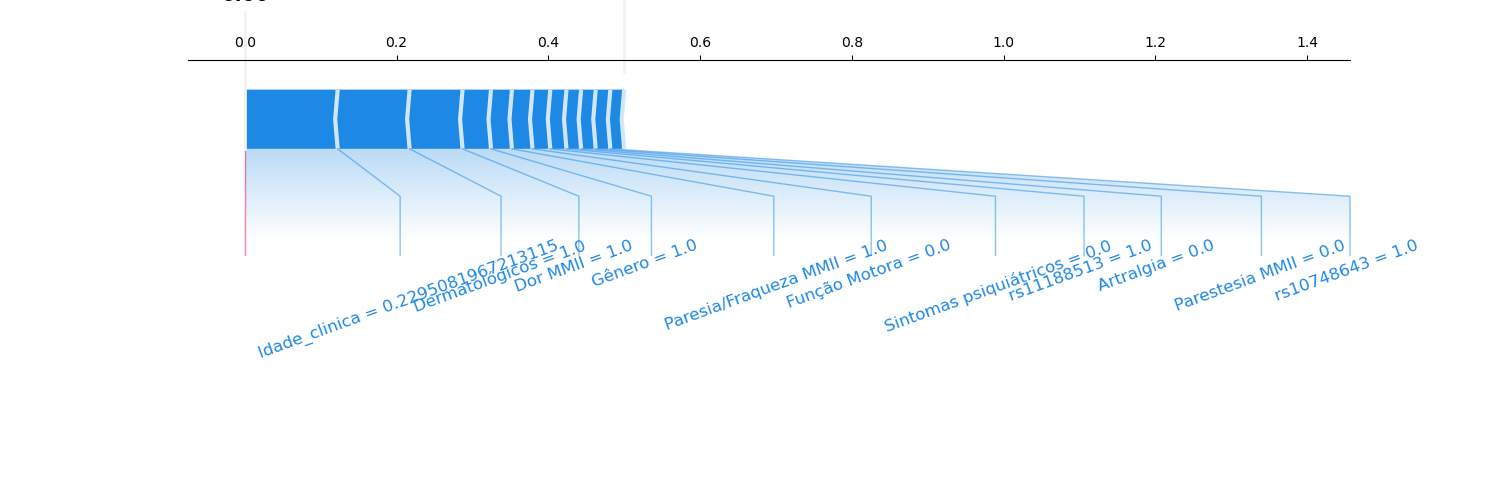 0.0 0.2 0.4 0.6 0.8 1.0 1.2 1.4
Idade_clinica = 0.22950819672131115
Dermatológicos = 1.0
Dor MMII = 1.0
Gênero = 1.0
Paresia/Fraqueza MMII = 1.0
Função Motora = 0.0
Sintomas psiquiátricos = 0.0
rs11188513 = 1.0
Artralgia = 0.0
Parestesia MMII = 0.0
rs10748643 = 1.0